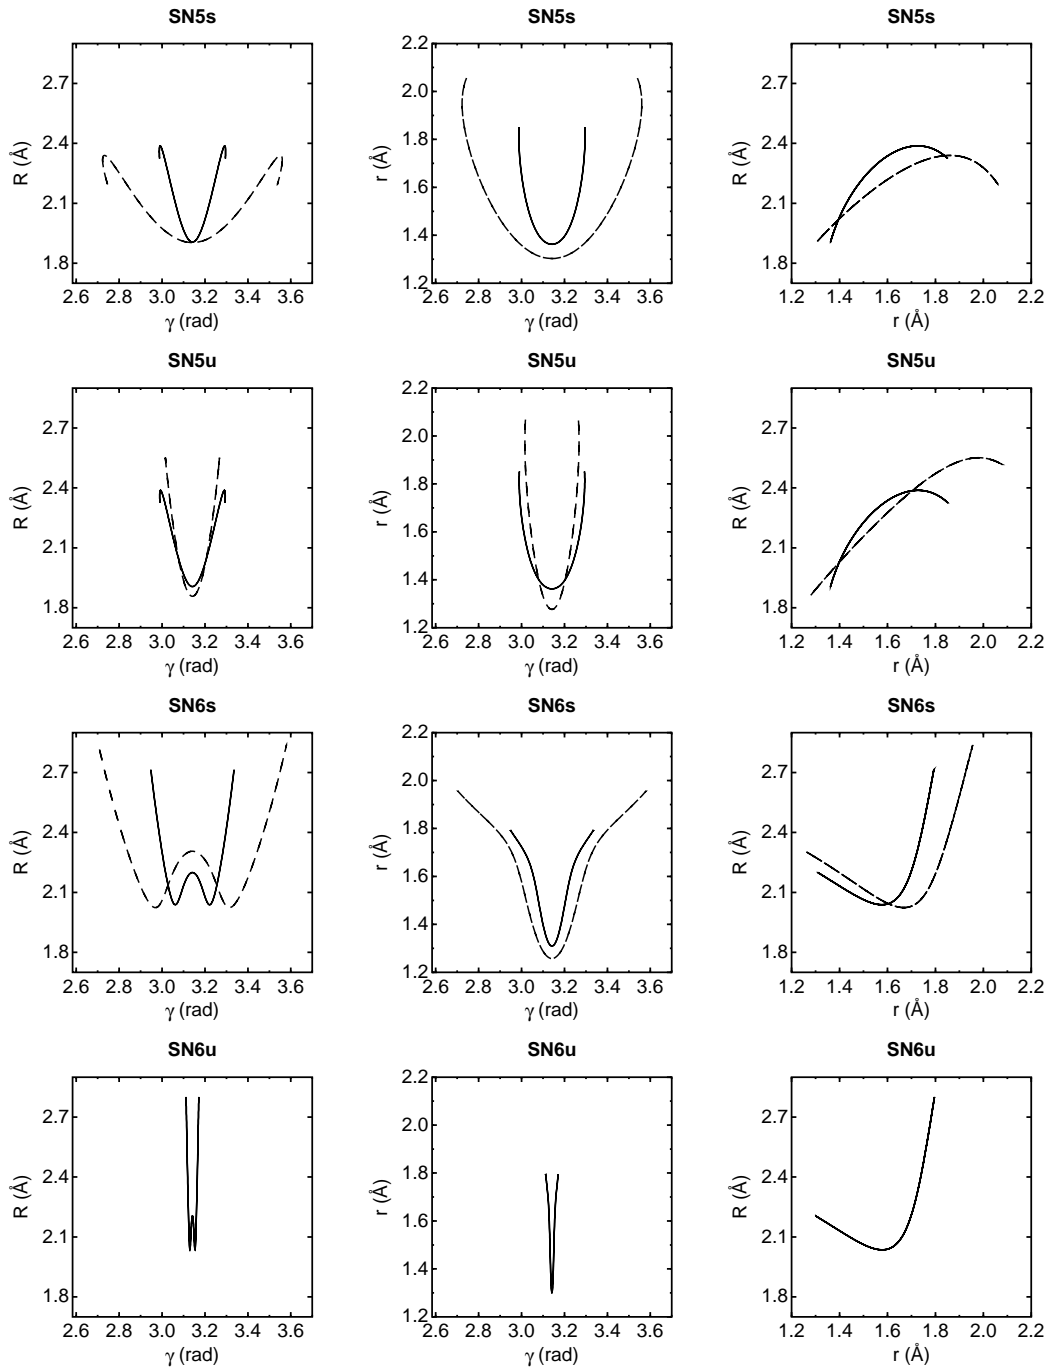 SN5s SN5s SN5s
2.7 2.4 2.1 1.8
R (Å)
2.6 2.8 3.0 3.2 3.4 3.6
γ (rad)
2.2 2.0 1.8 1.6 1.4 1.2
r (Å)
2.6 2.8 3.0 3.2 3.4 3.6
γ (rad)
2.7 2.4 2.1 1.8
R (Å)
1.2 1.4 1.6 1.8 2.0 2.2
r (Å)
SN5u SN5u SN5u
2.7 2.4 2.1 1.8
R (Å)
2.6 2.8 3.0 3.2 3.4 3.6
γ (rad)
2.2 2.0 1.8 1.6 1.4 1.2
r (Å)
2.6 2.8 3.0 3.2 3.4 3.6
γ (rad)
2.7 2.4 2.1 1.8
R (Å)
1.2 1.4 1.6 1.8 2.0 2.2
r (Å)
SN6s SN6s SN6s
2.7 2.4 2.1 1.8
R (Å)
2.6 2.8 3.0 3.2 3.4 3.6
γ (rad)
2.2 2.0 1.8 1.6 1.4 1.2
r (Å)
2.6 2.8 3.0 3.2 3.4 3.6
γ (rad)
2.7 2.4 2.1 1.8
R (Å)
1.2 1.4 1.6 1.8 2.0 2.2
r (Å)
SN6u SN6u SN6u
2.7 2.4 2.1 1.8
R (Å)
2.6 2.8 3.0 3.2 3.4 3.6
γ (rad)
2.2 2.0 1.8 1.6 1.4 1.2
r (Å)
2.6 2.8 3.0 3.2 3.4 3.6
γ (rad)
2.7 2.4 2.1 1.8
R (Å)
1.2 1.4 1.6 1.8 2.0 2.2
r (Å)